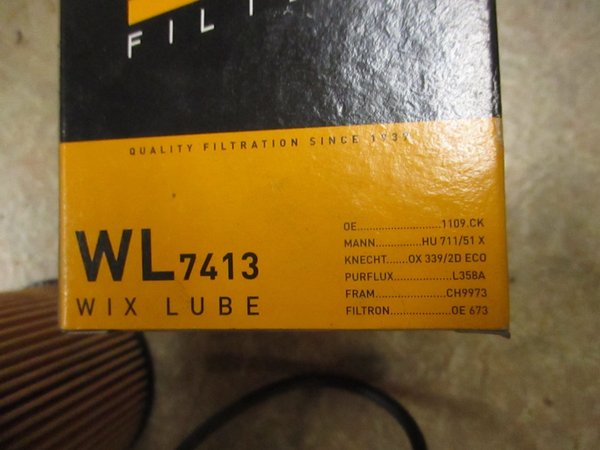 FILT
QUALITY FILTRATION SINCE 1939
WL7413
WIX LUBE
OE............................1109.CK
MANN...............HU 711/51 X
KNECHT.......OX 339/2D ECO
PURFLUX...................L358A
FRAM........................CH9973
FILTRON....................OE 673